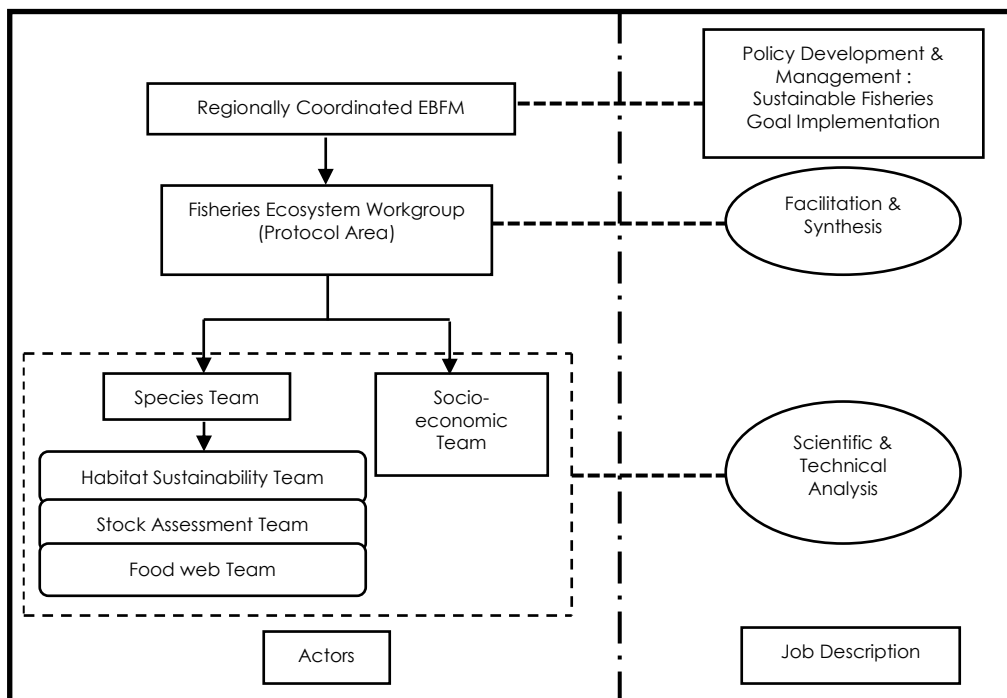 Regionally Coordinated EBFM
Policy Development &
Management :
Sustainable Fisheries
Goal Implementation
Fisheries Ecosystem Workgroup
(Protocol Area)
Facilitation &
Synthesis
Species Team
Socio-
economic
Team
Habitat Sustainability Team
Stock Assessment Team
Food web Team
Scientific &
Technical
Analysis
Actors
Job Description